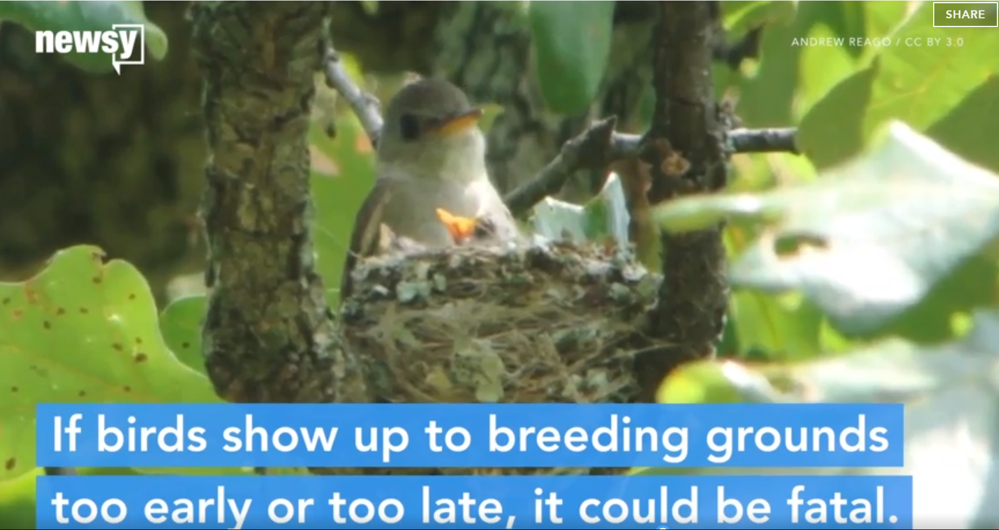 newsy
SHARE
ANDREW REAGO / CC BY 3.0
If birds show up to breeding grounds
too early or too late, it could be fatal.